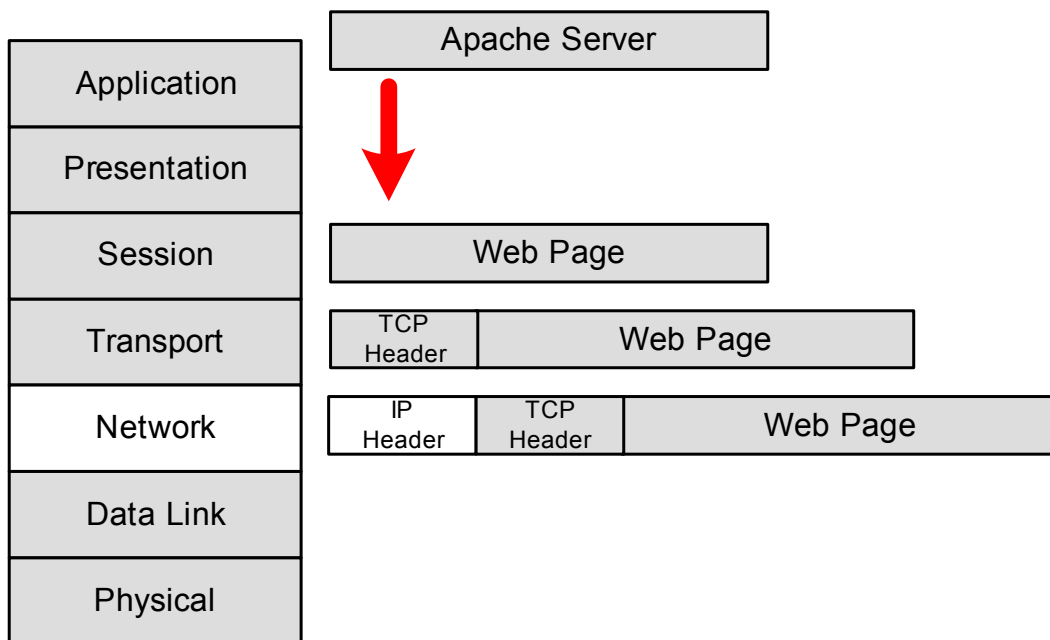 Apache Server
Application
Presentation
Session
Web Page
Transport
TCP
Header
Web Page
Network
IP
Header
TCP
Header
Web Page
Data Link
Physical